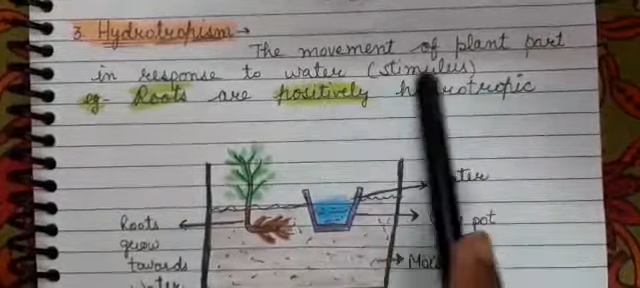 3. Hydrotropism →
The movement of plant part
in response to water (stimulus)
eg- Roots are positively
Roots
grow
towards
water
pot